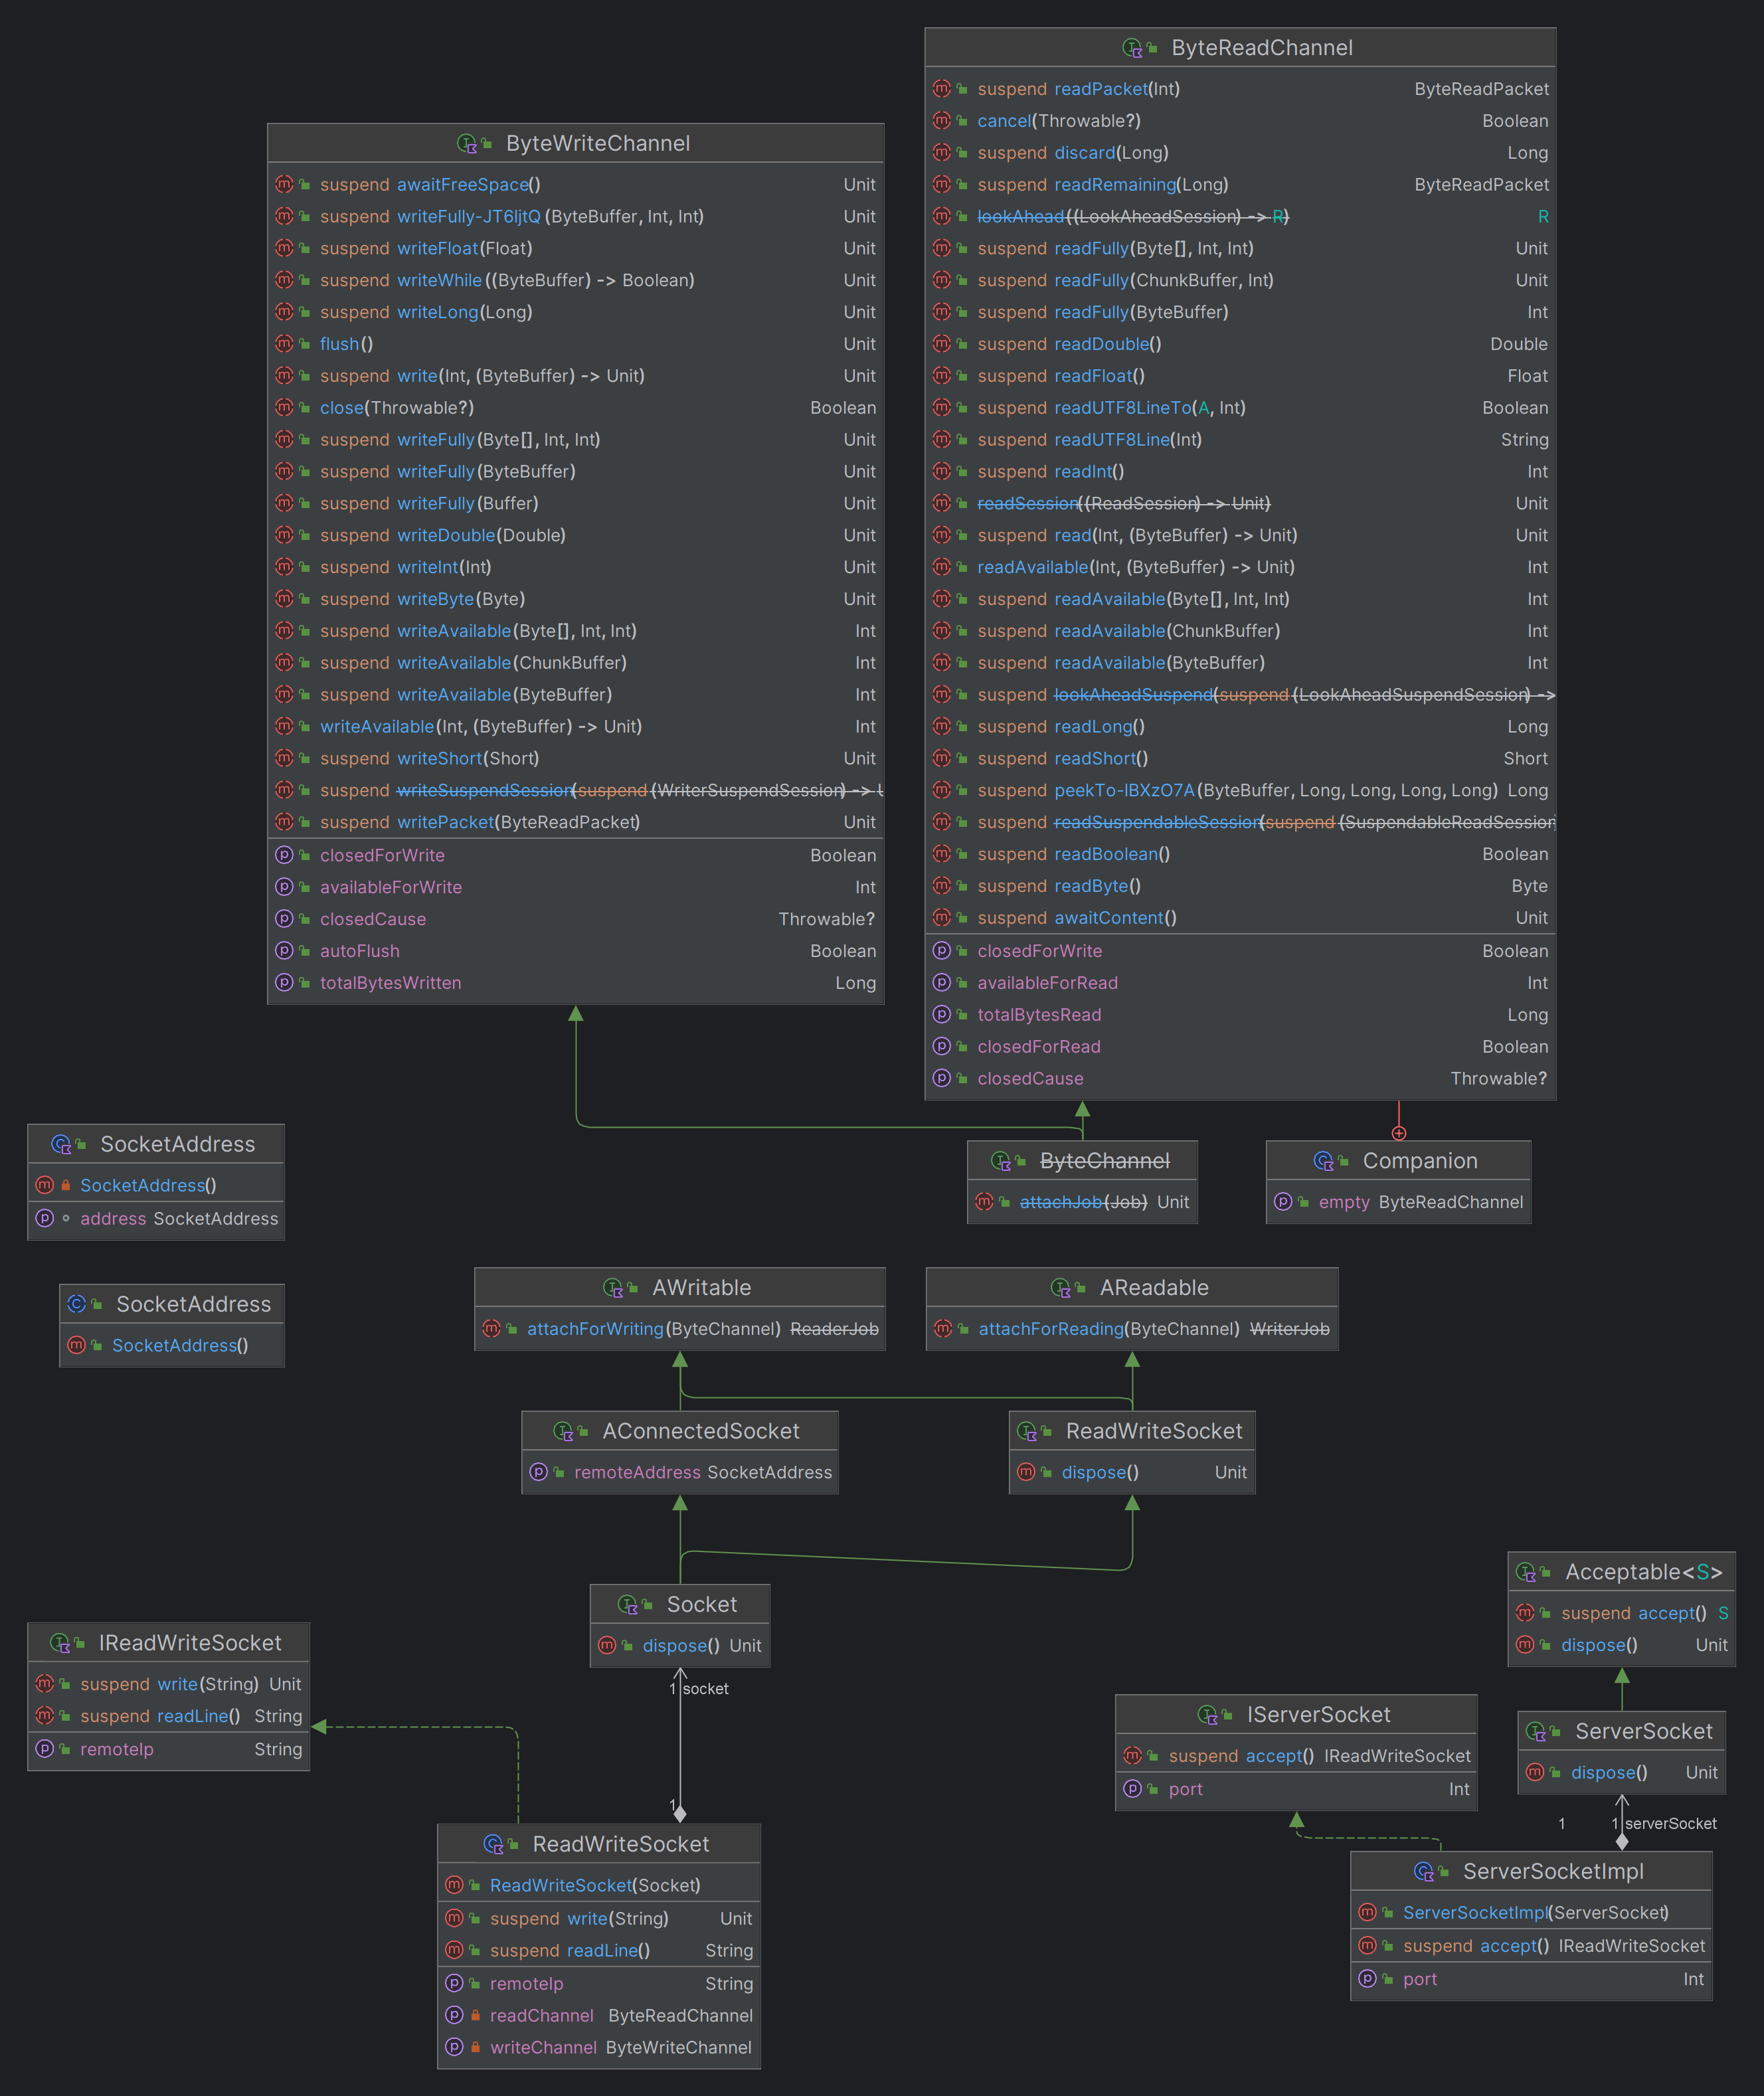 ByteWriteChannel
suspend awaitFreeSpace() Unit
suspend writeFully-JT6ljtQ (ByteBuffer, Int, Int) Unit
suspend writeFloat(Float) Unit
suspend writeWhile ((ByteBuffer) -> Boolean) Unit
suspend writeLong(Long) Unit
flush() Unit
suspend write(Int, (ByteBuffer) -> Unit) Unit
close(Throwable?) Boolean
suspend writeFully(Byte[], Int, Int) Unit
suspend writeFully(ByteBuffer) Unit
suspend writeFully(Buffer) Unit
suspend writeDouble(Double) Unit
suspend writeInt(Int) Unit
suspend writeByte(Byte) Unit
suspend writeAvailable(Byte[], Int, Int) Int
suspend writeAvailable(ChunkBuffer) Int
suspend writeAvailable(ByteBuffer) Int
writeAvailable(Int, (ByteBuffer) -> Unit) Int
suspend writeShort(Short) Unit
suspend writeSuspendSession(suspend (WriterSuspendSession) ->
suspend writePacket(ByteReadPacket) Unit
closedForWrite Boolean
availableForWrite Int
closedCause Throwable?
autoFlush Boolean
totalBytesWritten Long
ByteReadChannel
suspend readPacket(Int) ByteReadPacket
cancel(Throwable?) Boolean
suspend discard(Long) Long
suspend readRemaining(Long) ByteReadPacket
lookAhead((LookAheadSession) -> R) R
suspend readFully(Byte[], Int, Int) Unit
suspend readFully(ChunkBuffer, Int) Unit
suspend readFully(ByteBuffer) Int
suspend readDouble() Double
suspend readFloat() Float
suspend readUTF8LineTo(A, Int) Boolean
suspend readUTF8Line(Int) String
suspend readInt() Int
readSession((ReadSession) -> Unit) Unit
suspend read(Int, (ByteBuffer) -> Unit) Unit
readAvailable(Int, (ByteBuffer) -> Unit) Int
suspend readAvailable(Byte[], Int, Int) Int
suspend readAvailable(ChunkBuffer) Int
suspend readAvailable(ByteBuffer) Int
suspend lookAheadSuspend(suspend (LookAheadSuspendSession) ->
suspend readLong() Long
suspend readShort() Short
suspend peekTo-lBXzO7A (ByteBuffer, Long, Long, Long, Long) Long
suspend readSuspendableSession(suspend (SuspendableReadSession
suspend readBoolean() Boolean
suspend readByte() Byte
suspend awaitContent() Unit
closedForWrite Boolean
availableForRead Int
totalBytesRead Long
closedForRead Boolean
closedCause Throwable?
SocketAddress
SocketAddress()
address SocketAddress
ByteChannel
attachJob(Job) Unit
Companion
empty ByteReadChannel
SocketAddress
SocketAddress()
AWritable
attachForWriting(ByteChannel) ReaderJob
AReadable
attachForReading(ByteChannel) WriterJob
AConnectedSocket
remoteAddress SocketAddress
ReadWriteSocket
dispose() Unit
Socket
dispose() Unit
1 socket
1
IReadWriteSocket
suspend write(String) Unit
suspend readLine() String
remoteIp String
ReadWriteSocket
ReadWriteSocket(Socket)
suspend write(String) Unit
suspend readLine() String
remoteIp String
readChannel ByteReadChannel
writeChannel ByteWriteChannel
Acceptable<S>
suspend accept() S
dispose() Unit
IServerSocket
suspend accept() IReadWriteSocket
port Int
ServerSocket
dispose() Unit
1 1 serverSocket
ServerSocketImpl
ServerSocketImpl(ServerSocket)
suspend accept() IReadWriteSocket
port Int